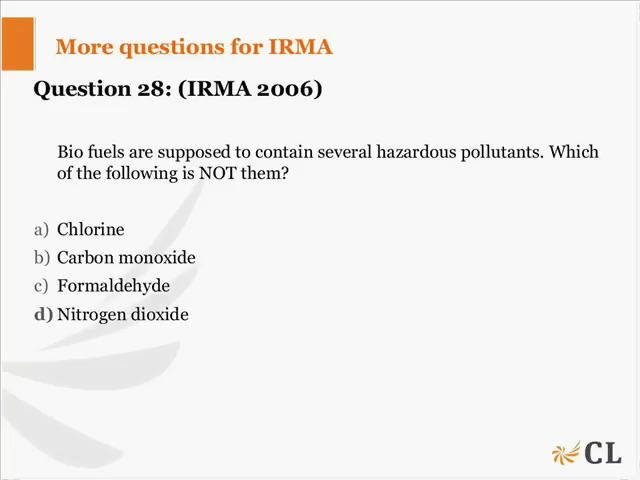 More questions for IRMA
Question 28: (IRMA 2006)
Bio fuels are supposed to contain several hazardous pollutants. Which
of the following is NOT them?
a) Chlorine
b) Carbon monoxide
c) Formaldehyde
d) Nitrogen dioxide
CL